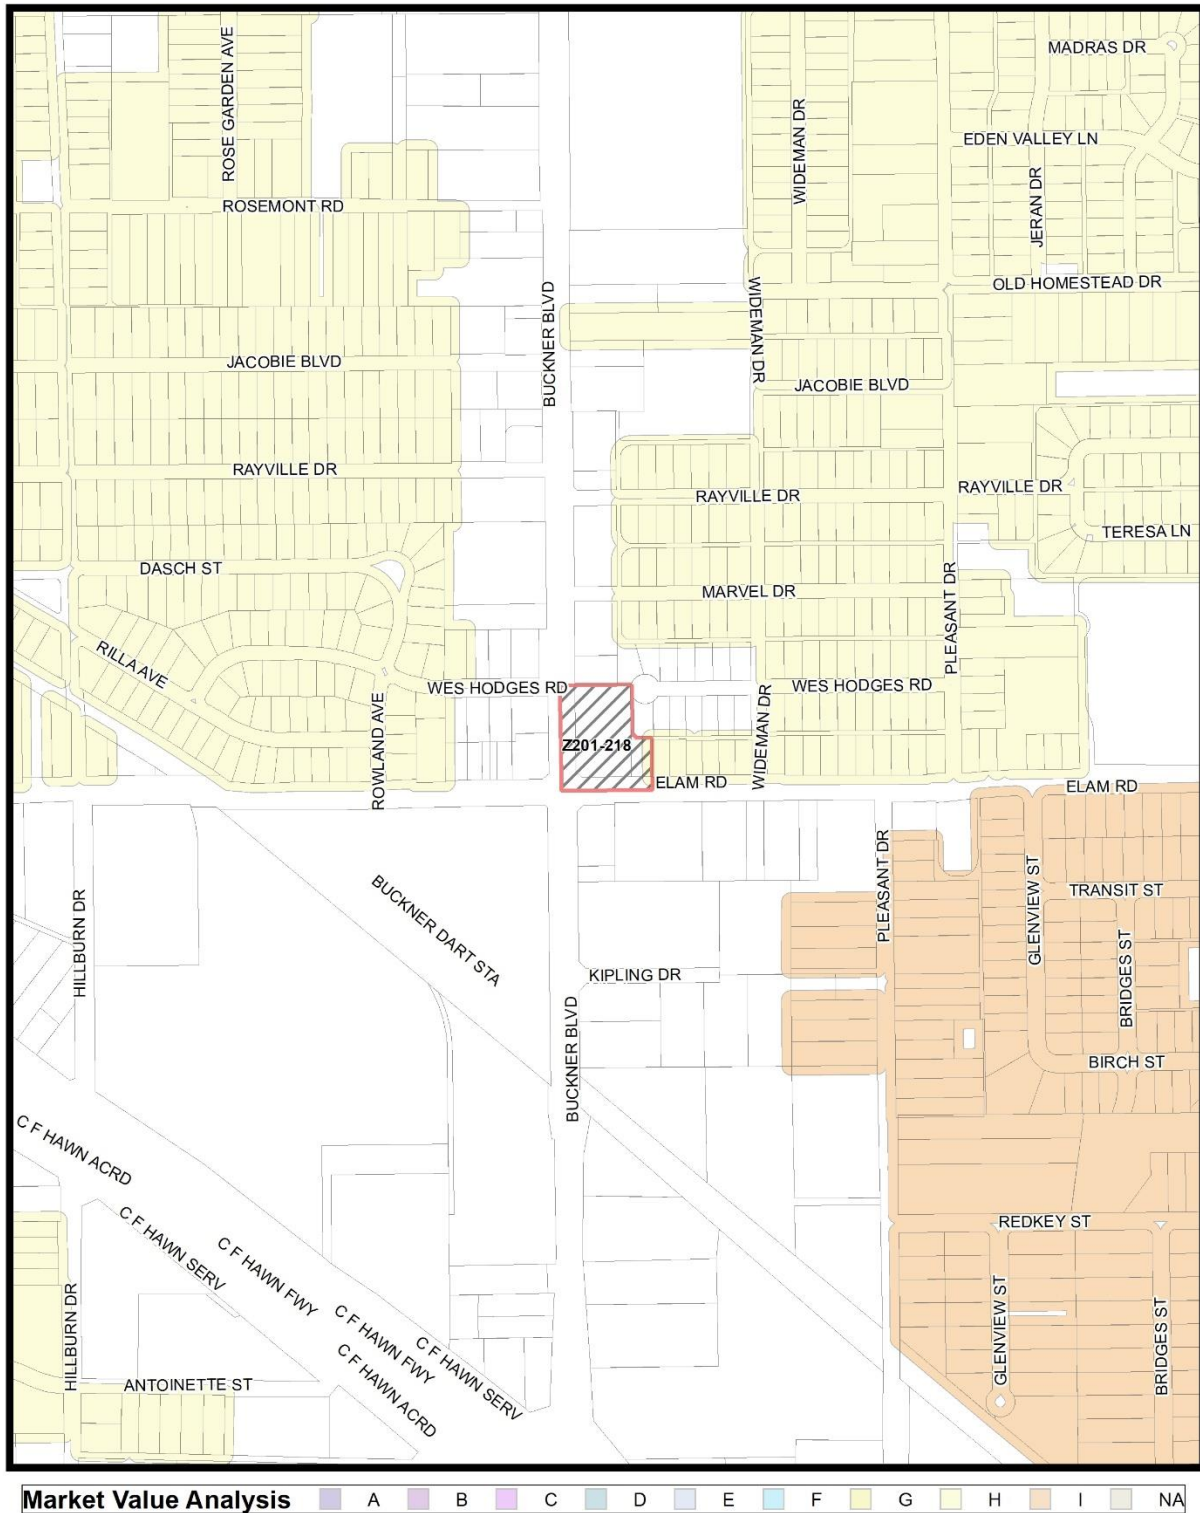 MADRAS DR
ROSE GARDEN AVE
WIDEMAN DR
EDEN VALLEY LN
JERAN DR
ROSEMONT RD
OLD HOMESTEAD DR
BUCKNER BLVD
WIDEMAN DR
JACOBIE BLVD
JACOBIE BLVD
RAYVILLE DR
RAYVILLE DR
RAYVILLE DR
TERESA LN
DASCH ST
MARVEL DR
PLEASANT DR
RILLA AVE
WES HODGES RD
WES HODGES RD
ROWLAND AVE
WIDEMAN DR
Z201-218
ELAM RD
ELAM RD
HILLBURN DR
BUCKNER DART STA
PLEASANT DR
GLENVIEW ST
TRANSIT ST
BRIDGES ST
KIPLING DR
BUCKNER BLVD
BIRCH ST
C F HAWN ACRD
C F HAWN SERV
C F HAWN FWY
REDKEY ST
HILLBURN DR
C F HAWN FWY
C F HAWN SERV
C F HAWN ACRD
GLENVIEW ST
BRIDGES ST
ANTOINETTE ST
Market Value Analysis A B C D E F G H I NA